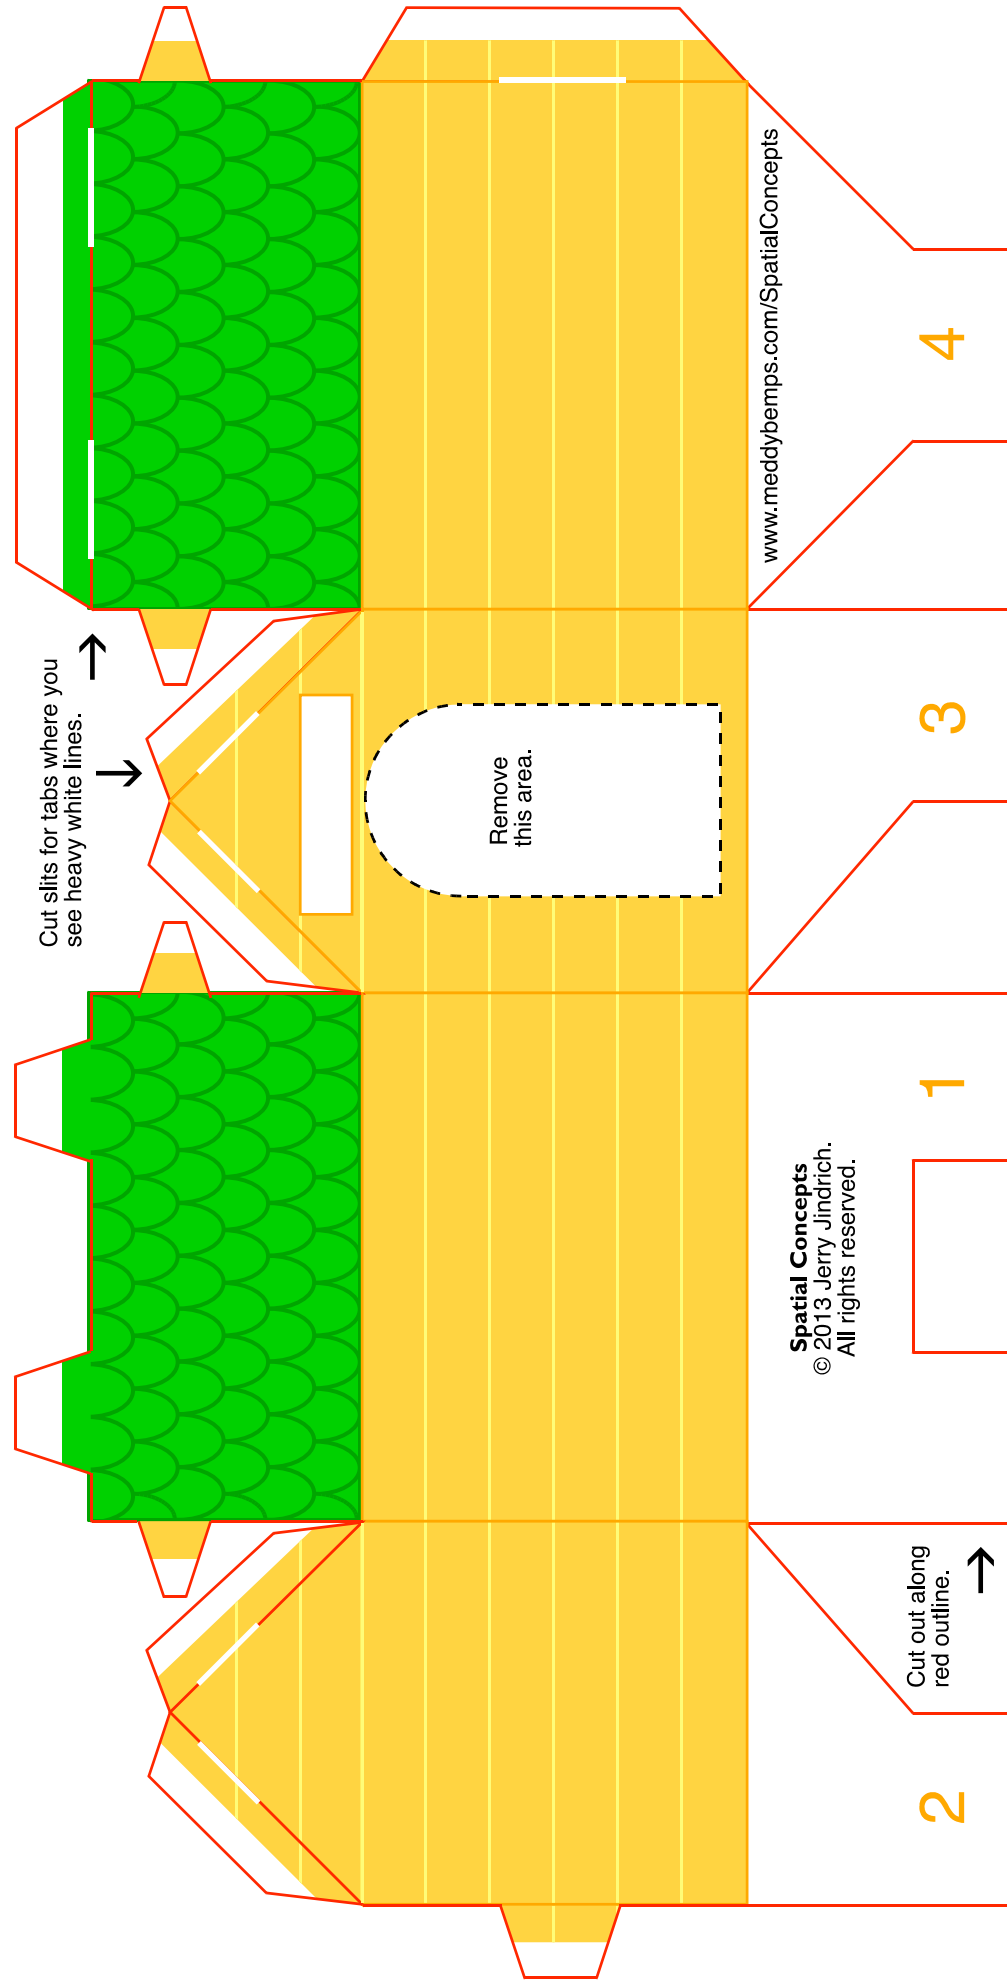 Cut slits for tabs where you
see heavy white lines.
Remove
this area.
www.meddybemps.com/SpatialConcepts
Spatial Concepts
© 2013 Jerry Jindrich.
All rights reserved.
Cut out along
red outline.
2
1
3
4